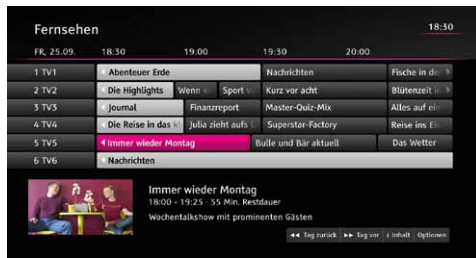 Fernsehen 18:30
FR, 25.09. 18:30 19:00 19:30 20:00
1 TV1 Abenteuer Erde Nachrichten Fische in de
2 TV2 Die Highlights Wenn Sport v Kurz vor acht Blütenzeit i
3 TV3 Journal Finanzreport Master-Quiz-Mix Alles auf ei
4 TV4 Die Reise in das Julia zieht aufs Superstar-Factory Reise ins Ei
5 TV5 Immer wieder Montag Bulle und Bär aktuell Das Wetter
6 TV6 Nachrichten
Immer wieder Montag
18:00 - 19:25 · 55 Min. Restdauer
Wochentalkshow mit prominenten Gästen
◄◄ Tag zurück ►► Tag vor i Inhalt Optionen